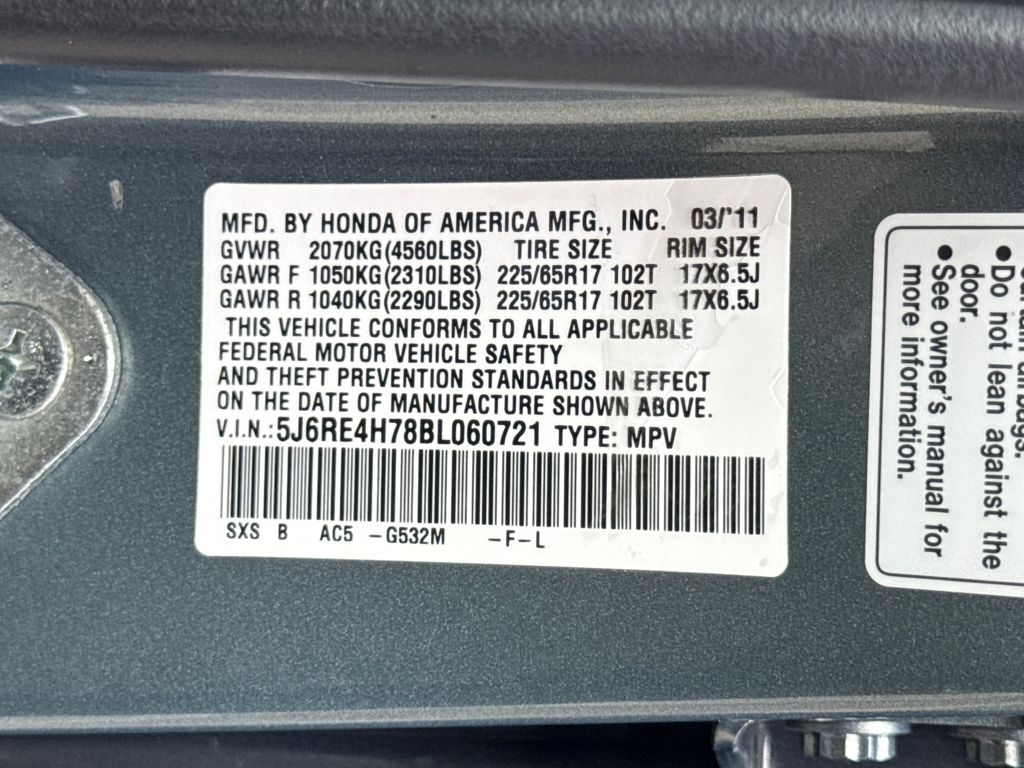 MFD. BY HONDA OF AMERICA MFG., INC. 03/'11
GVWR 2070KG(4560LBS) TIRE SIZE RIM SIZE
GAWR F 1050KG(2310LBS) 225/65R17 102T 17X6.5J
GAWR R 1040KG(2290LBS) 225/65R17 102T 17X6.5J
THIS VEHICLE CONFORMS TO ALL APPLICABLE
FEDERAL MOTOR VEHICLE SAFETY
AND THEFT PREVENTION STANDARDS IN EFFECT
ON THE DATE OF MANUFACTURE SHOWN ABOVE.
V.I.N.:5J6RE4H78BL060721 TYPE: MPV
SXS B AC5 -G532M -F-L
airbags.
• Do not lean against the
door.
• See owner's manual for
more information.